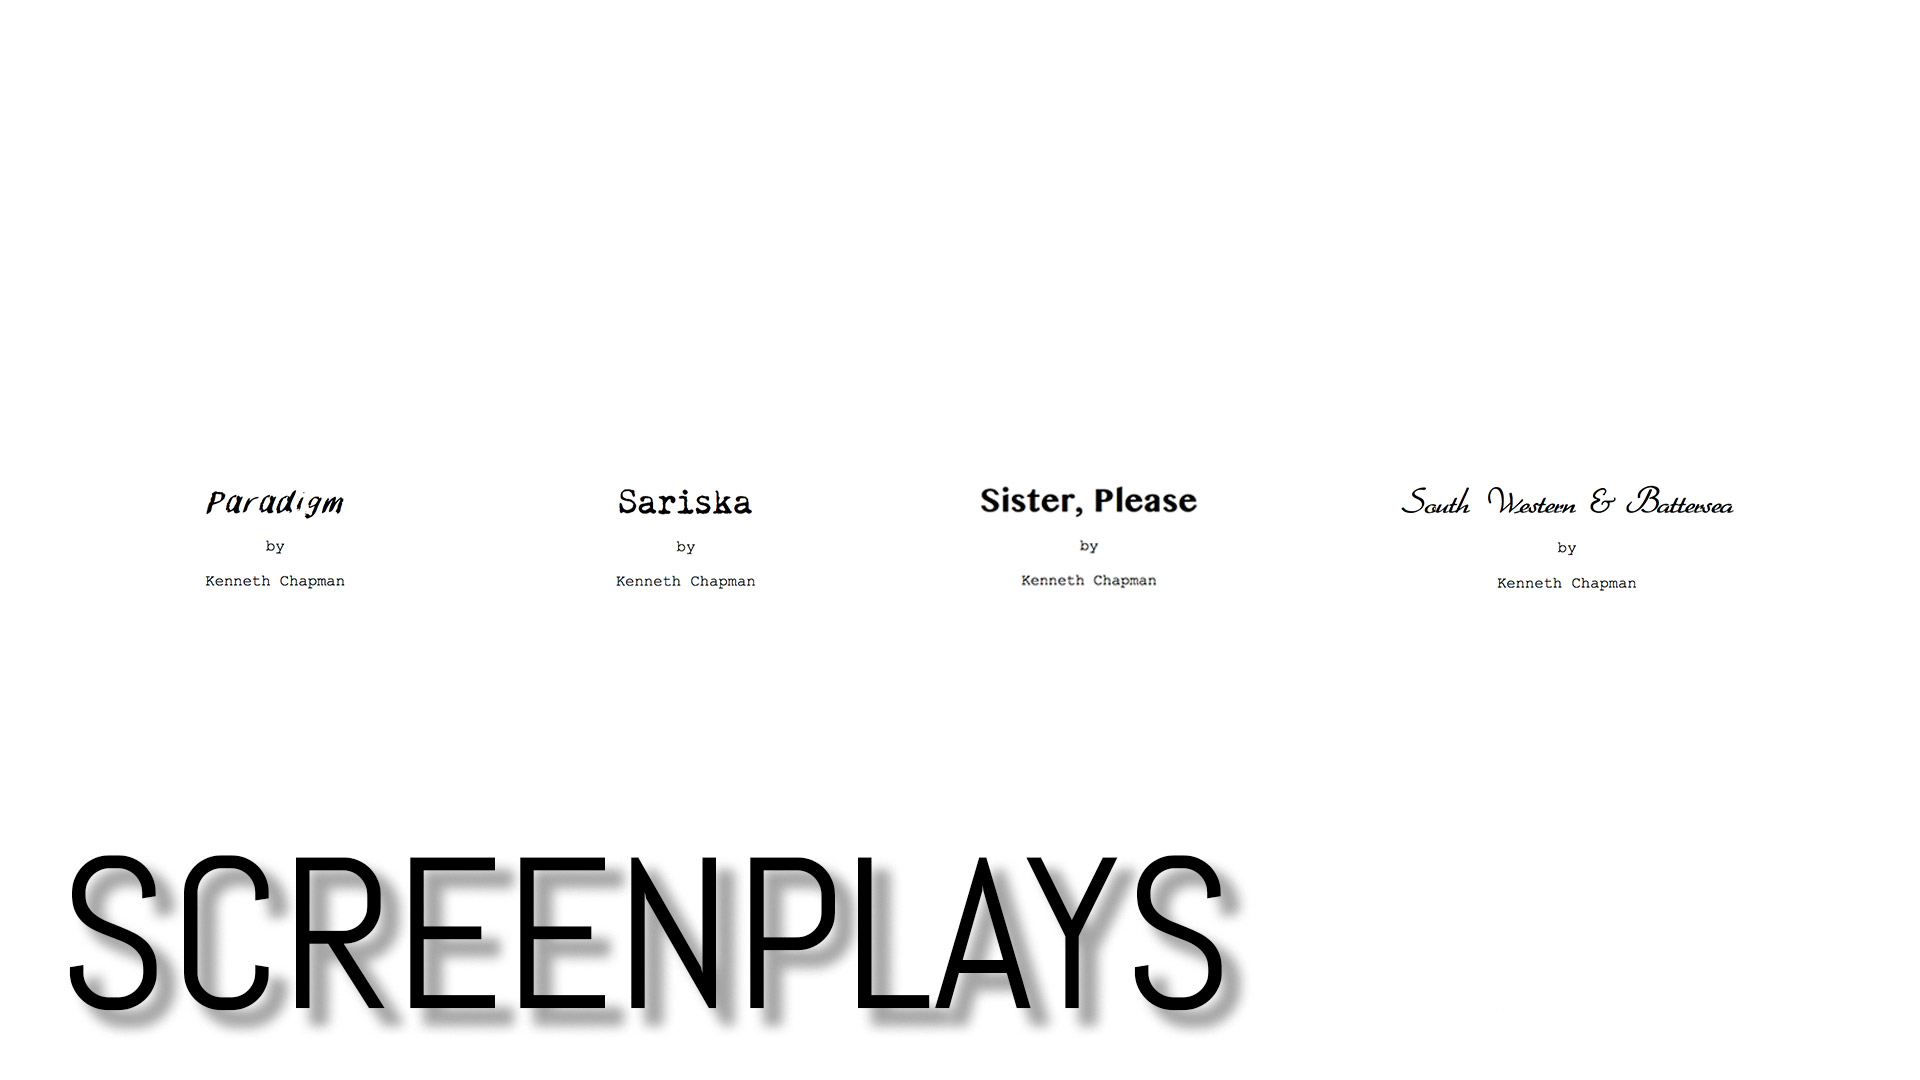 Paradigm
by
Kenneth Chapman
Sariska
by
Kenneth Chapman
Sister, Please
by
Kenneth Chapman
South Western & Battersea
by
Kenneth Chapman
SCREENPLAYS